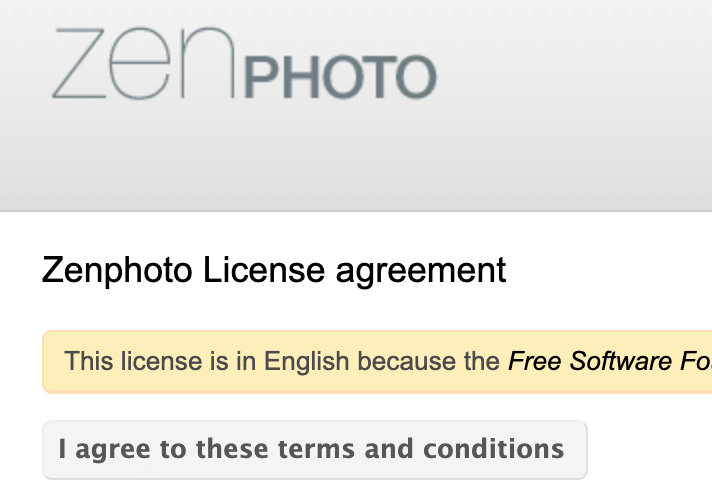 zenPHOTO
Zenphoto License agreement
This license is in English because the Free Software Fo
I agree to these terms and conditions